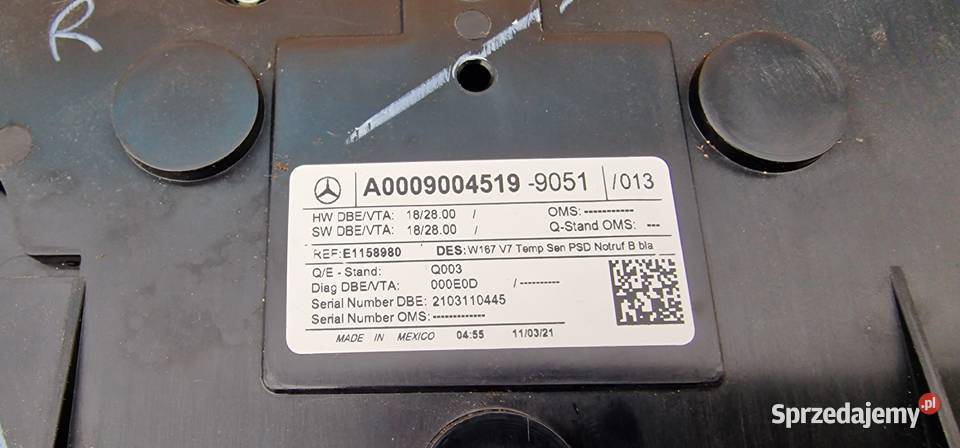 R
A0009004519 -9051 /013
HW DBE/VTA: 18/28.00 / OMS:-----------
SW DBE/VTA: 18/28.00 / Q-Stand OMS: ---
REF:E1158980 DES:W167 V7 Temp Sen PSD Notruf B bla
Q/E - Stand: Q003
Diag DBE/VTA: 000E0D /----------
Serial Number DBE: 2103110445
Serial Number OMS:-------------
MADE IN MEXICO 04:55 11/03/21
Sprzedajemy.pl